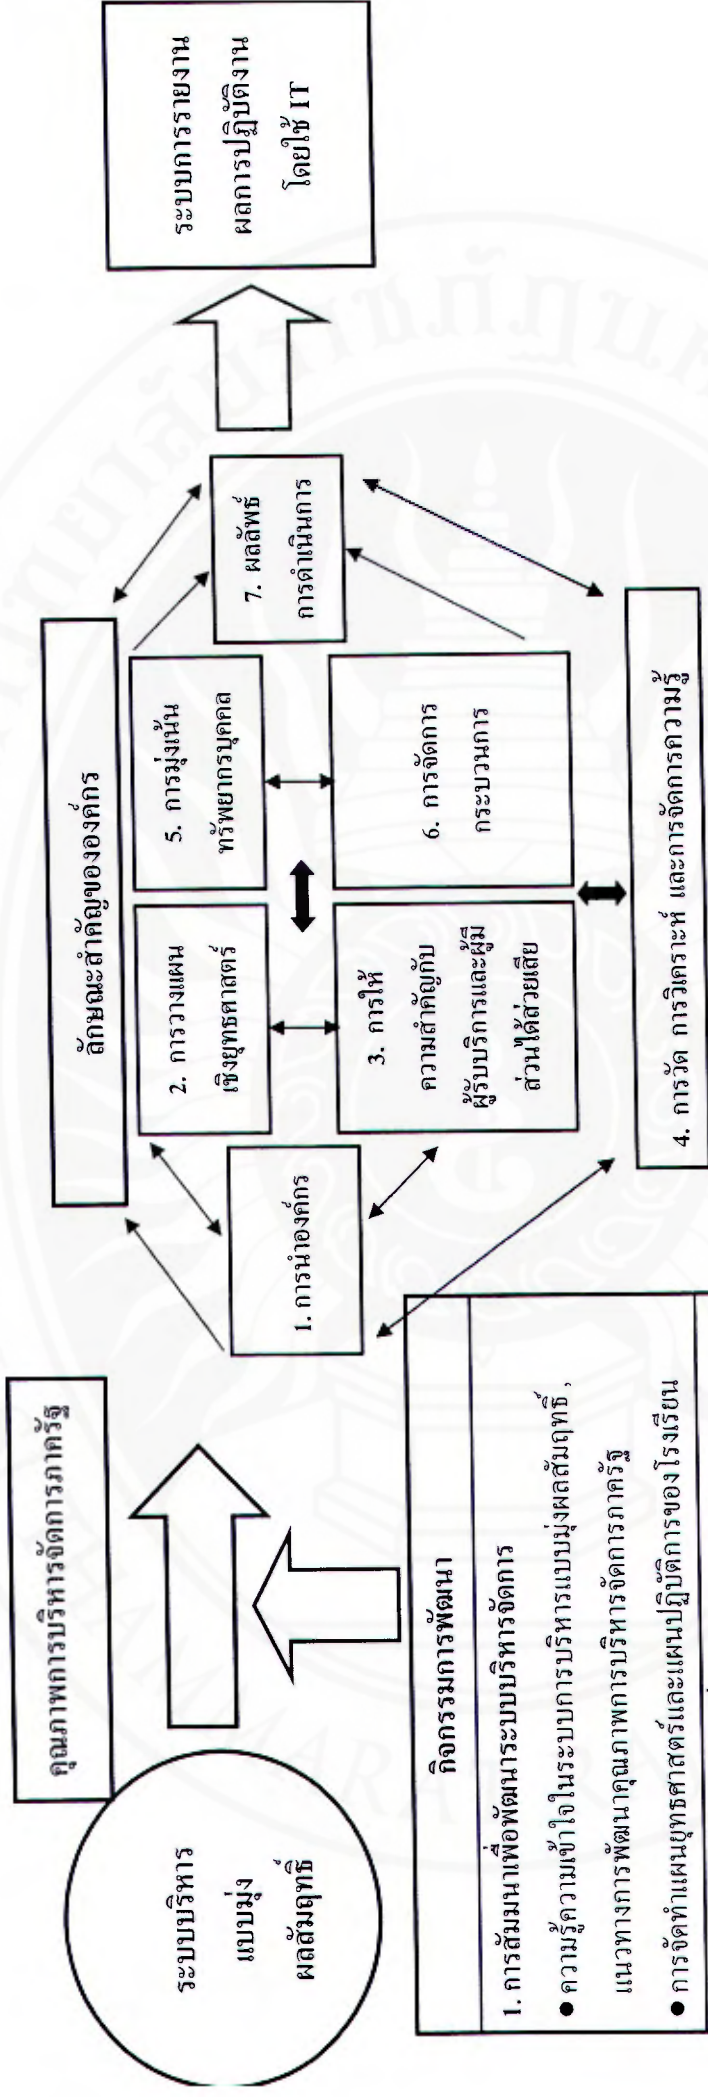 คุณภาพการบริหารจัดการภาครัฐ
ระบบบริหาร
แบบมุ่ง
ผลสัมฤทธิ์
กิจกรรมการพัฒนา
1. การสัมมนาเพื่อพัฒนาระบบบริหารจัดการ
● ความรู้ความเข้าใจในระบบการบริหารแบบมุ่งผลสัมฤทธิ์ ,
แนวทางการพัฒนาคุณภาพการบริหารจัดการภาครัฐ
● การจัดทำแผนยุทธศาสตร์และแผนปฏิบัติการของโรงเรียน
ลักษณะสำคัญขององค์กร
1. การนำองค์กร
2. การวางแผน
เชิงยุทธศาสตร์
3. การให้
ความสำคัญกับ
ผู้รับบริการและผู้มี
ส่วนได้ส่วยเสีย
5. การมุ่งเน้น
ทรัพยากรบุคคล
6. การจัดการ
กระบวนการ
7. ผลลัพธ์
การดำเนินการ
4. การวัด การวิเคราะห์ และการจัดการความรู้
ระบบการรายงาน
ผลการปฏิบัติงาน
โดยใช้ IT